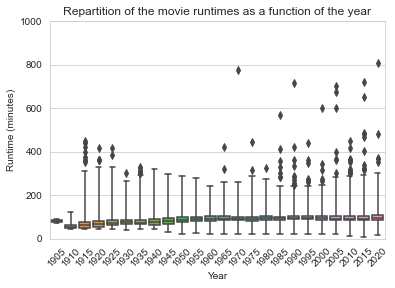 Repartition of the movie runtimes as a function of the year
1000
800
600
400
200
0
Runtime (minutes)
1905 1910 1915 1920 1925 1930 1935 1940 1945 1950 1955 1960 1965 1970 1975 1980 1985 1990 1995 2000 2005 2010 2015 2020
Year